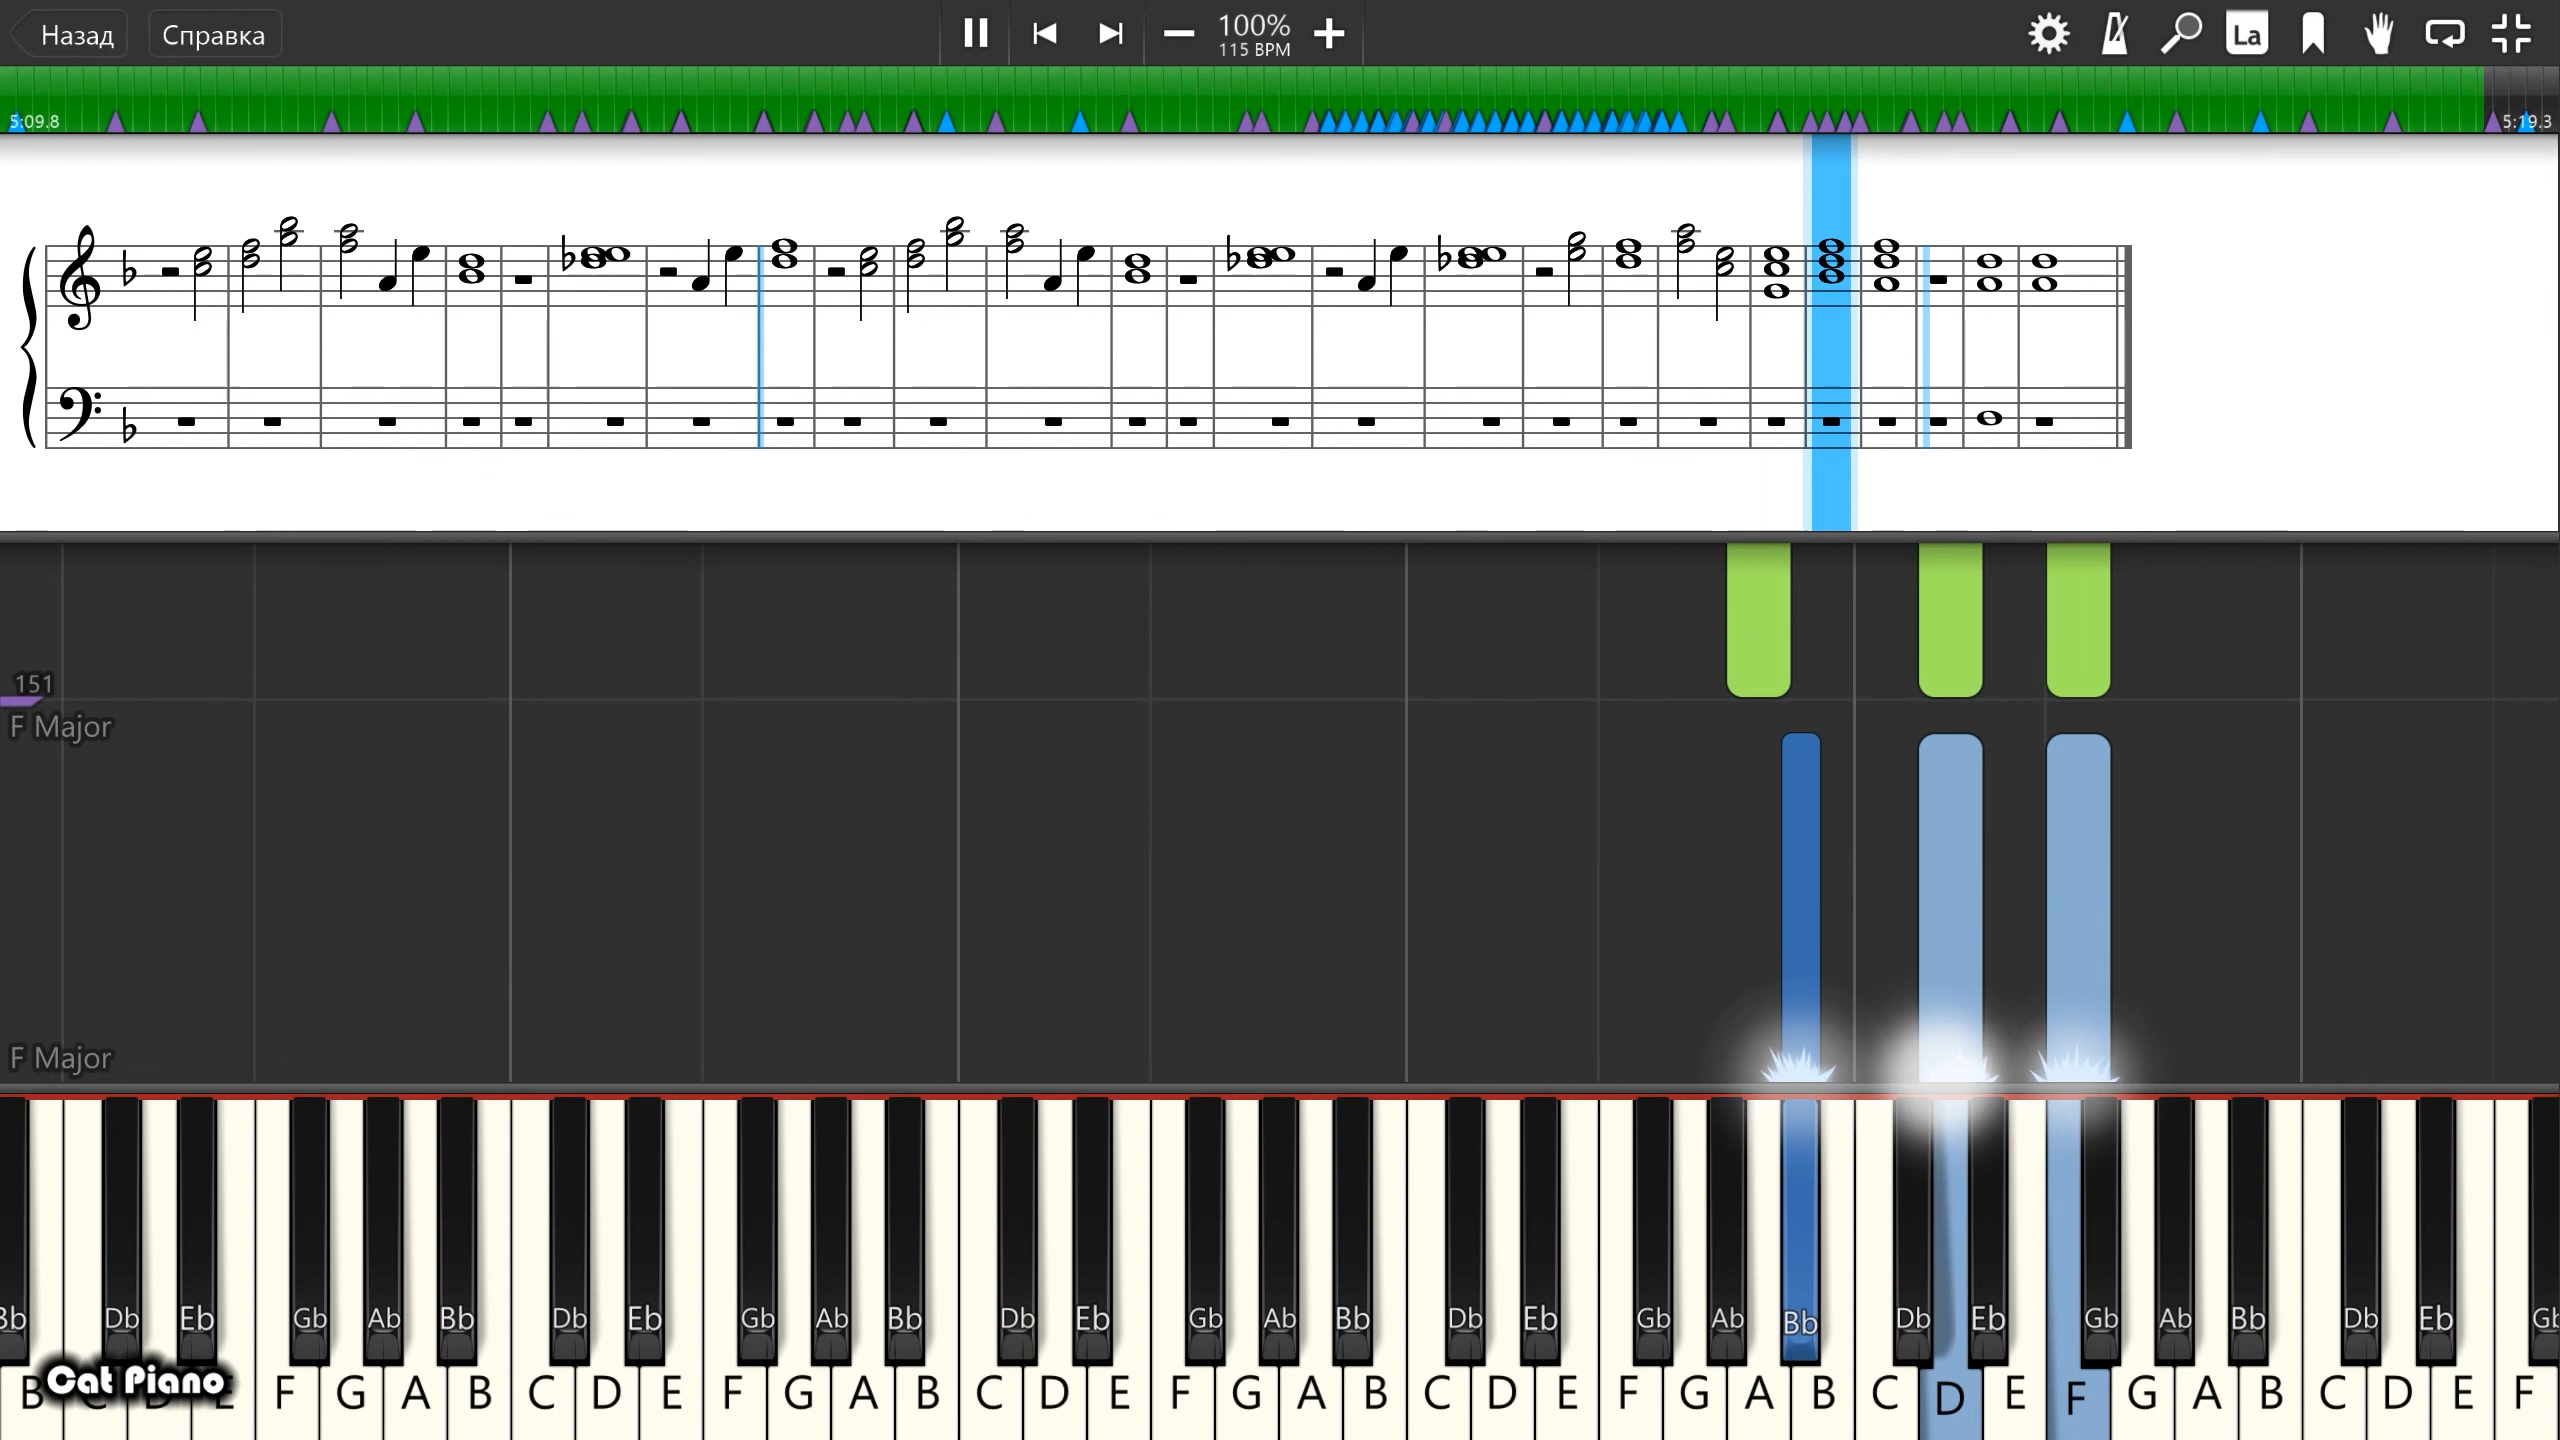 Назад Справка 100% La
115 BPM
5:09.8 5:19.3
151
F Major
F Major
Bb Db Eb Gb Ab Bb Db Eb Gb Ab Bb Db Eb Gb Ab Bb Db Eb Gb Ab Bb Db Eb Gb Ab Bb Db Eb Gb
Cat Piano
B C D E F G A B C D E F G A B C D E F G A B C D E F G A B C D E F G A B C D E F